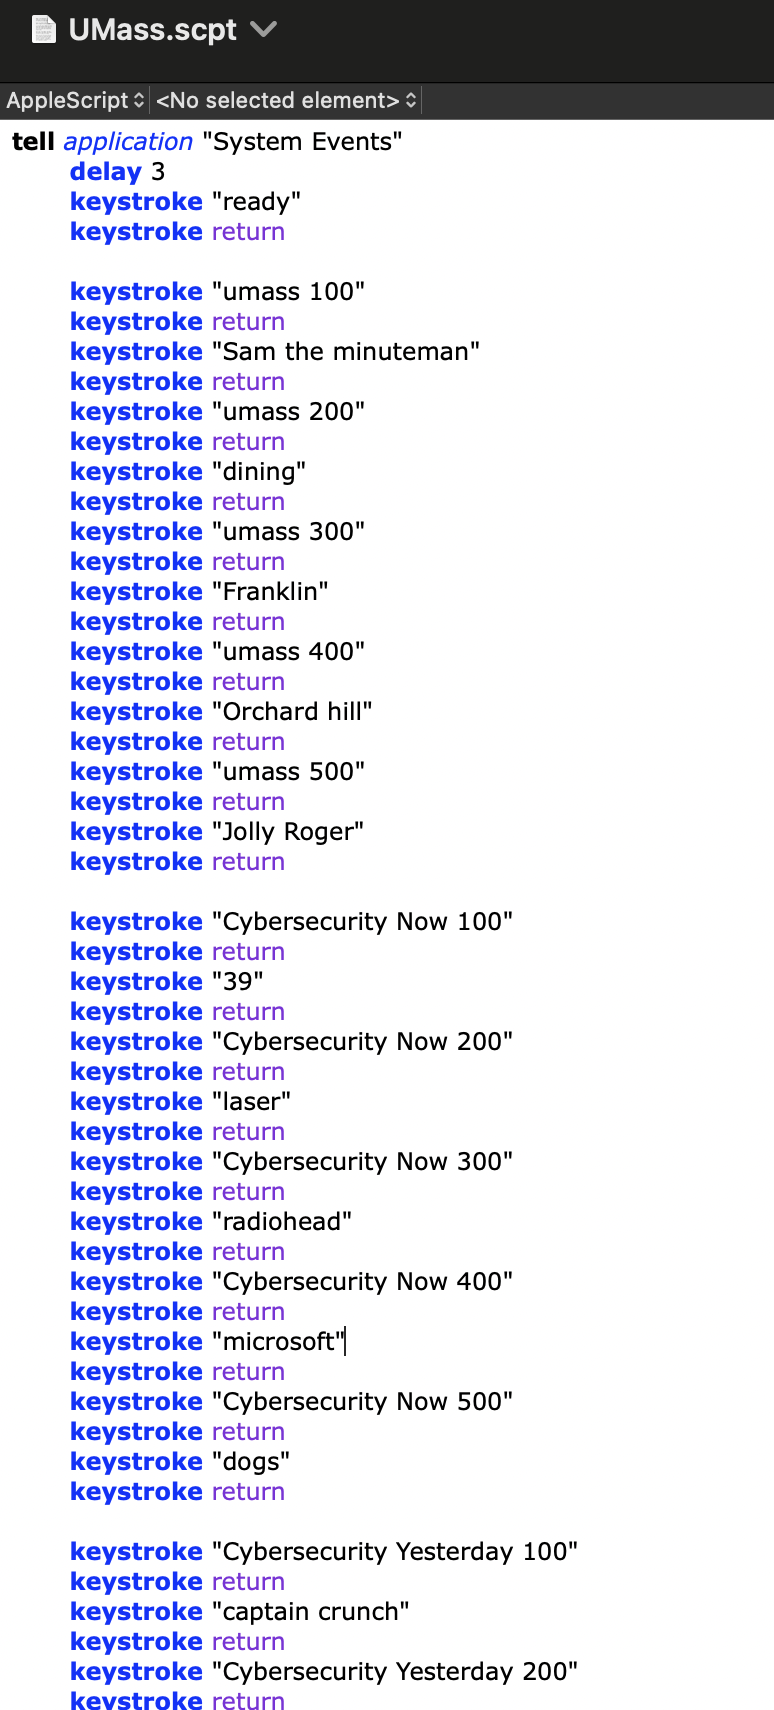 UMass.scpt
AppleScript <No selected element>
tell application "System Events"
delay 3
keystroke "ready"
keystroke return
keystroke "umass 100"
keystroke return
keystroke "Sam the minuteman"
keystroke return
keystroke "umass 200"
keystroke return
keystroke "dining"
keystroke return
keystroke "umass 300"
keystroke return
keystroke "Franklin"
keystroke return
keystroke "umass 400"
keystroke return
keystroke "Orchard hill"
keystroke return
keystroke "umass 500"
keystroke return
keystroke "Jolly Roger"
keystroke return
keystroke "Cybersecurity Now 100"
keystroke return
keystroke "39"
keystroke return
keystroke "Cybersecurity Now 200"
keystroke return
keystroke "laser"
keystroke return
keystroke "Cybersecurity Now 300"
keystroke return
keystroke "radiohead"
keystroke return
keystroke "Cybersecurity Now 400"
keystroke return
keystroke "microsoft"
keystroke return
keystroke "Cybersecurity Now 500"
keystroke return
keystroke "dogs"
keystroke return
keystroke "Cybersecurity Yesterday 100"
keystroke return
keystroke "captain crunch"
keystroke return
keystroke "Cybersecurity Yesterday 200"
keystroke return